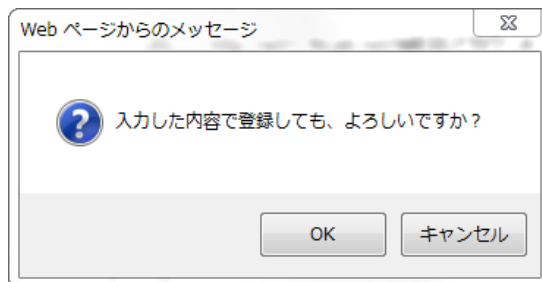 Web ページからのメッセージ
入力した内容で登録しても、よろしいですか？
OK
キャンセル